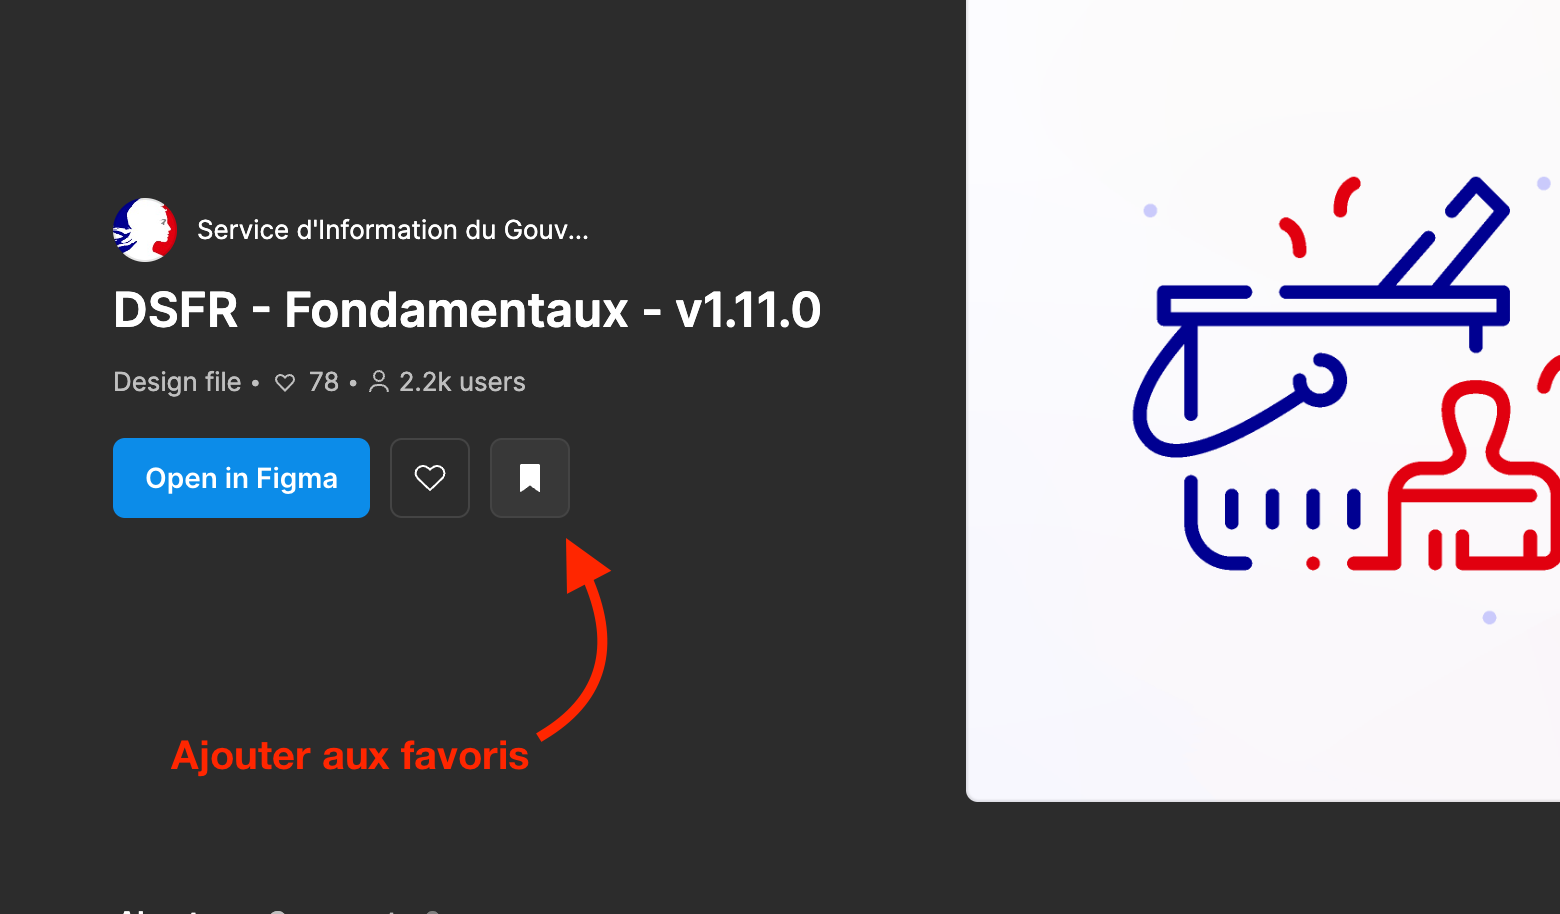 Service d'Information du Gouv...
DSFR - Fondamentaux - v1.11.0
Design file • 78 • 2.2k users
Open in Figma
Ajouter aux favoris